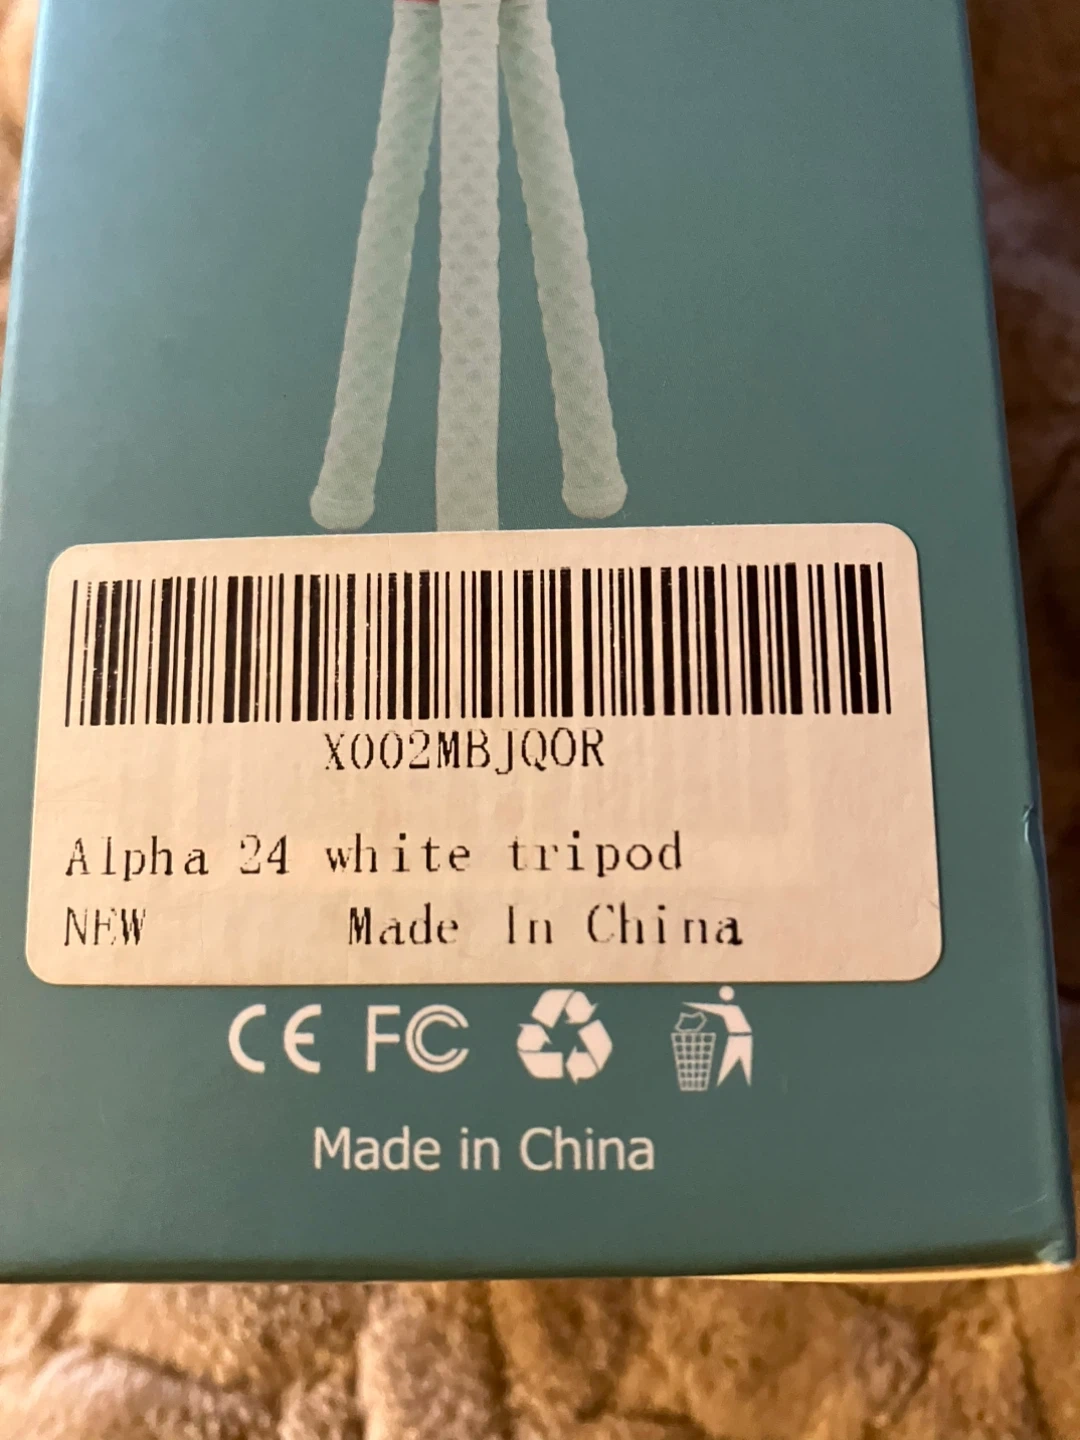 X002MBJQOR
Alpha 24 white tripod
NEW Made In China
CE FC
Made in China